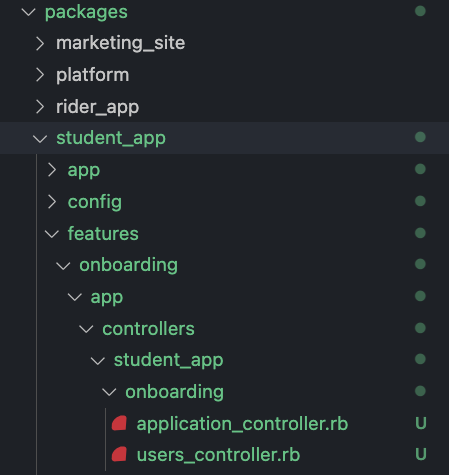 packages
marketing_site
platform
rider_app
student_app
app
config
features
onboarding
app
controllers
student_app
onboarding
application_controller.rb U
users_controller.rb U